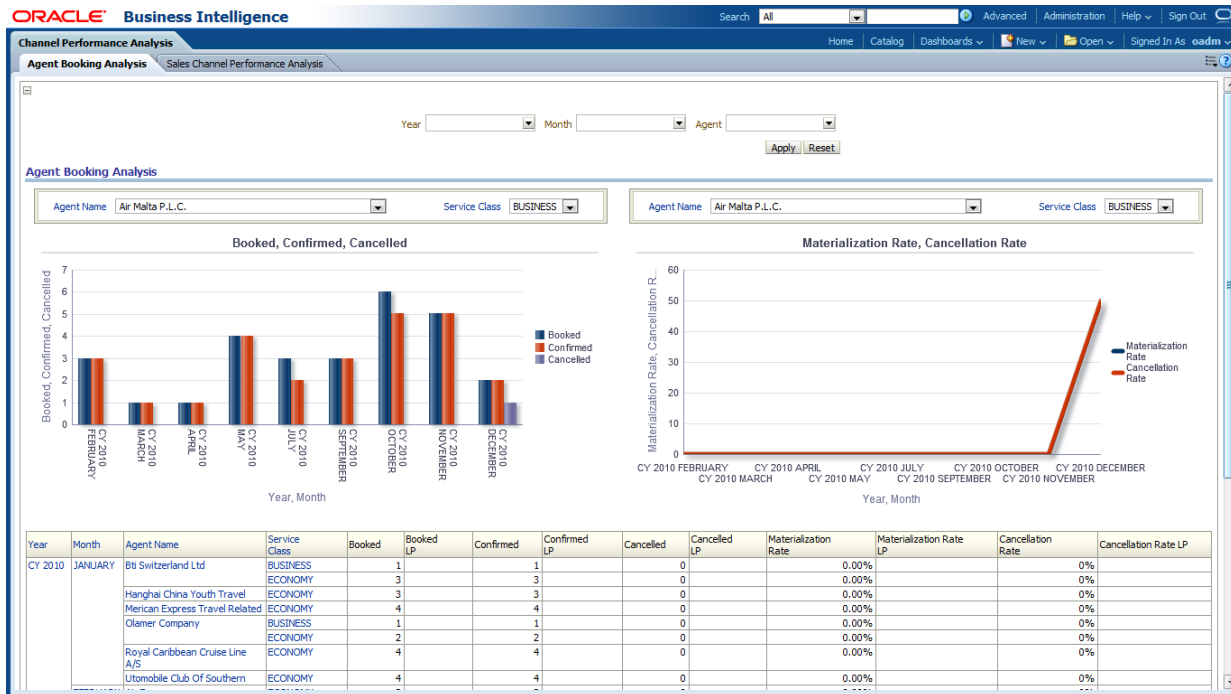 ORACLE Business Intelligence
Search All Advanced Administration Help Sign Out
Channel Performance Analysis
Home Catalog Dashboards New Open Signed In As oadm
Agent Booking Analysis Sales Channel Performance Analysis
Year Month Agent
Apply Reset
Agent Booking Analysis
Agent Name Air Malta P.L.C. Service Class BUSINESS
Agent Name Air Malta P.L.C. Service Class BUSINESS
Booked, Confirmed, Cancelled
Booked, Confirmed, Cancelled
7
6
5
4
3
2
1
0
CY 2010 FEBRUARY
CY 2010 MARCH
CY 2010 APRIL
CY 2010 MAY
CY 2010 JULY
CY 2010 SEPTEMBER
CY 2010 OCTOBER
CY 2010 NOVEMBER
CY 2010 DECEMBER
Year, Month
Booked
Confirmed
Cancelled
Materialization Rate, Cancellation Rate
Materialization Rate, Cancellation R...
60
50
40
30
20
10
0
CY 2010 FEBRUARY CY 2010 APRIL CY 2010 JULY CY 2010 OCTOBER CY 2010 DECEMBER
CY 2010 MARCH CY 2010 MAY CY 2010 SEPTEMBER CY 2010 NOVEMBER
Year, Month
Materialization
Rate
Cancellation
Rate
Year Month Agent Name Service Class Booked Booked LP Confirmed Confirmed LP Cancelled Cancelled LP Materialization Rate Materialization Rate LP Cancellation Rate Cancellation Rate LP
CY 2010 JANUARY Bti Switzerland Ltd BUSINESS 1 1 0 0.00% 0%
ECONOMY 3 3 0 0.00% 0%
Hanghai China Youth Travel ECONOMY 3 3 0 0.00% 0%
Merican Express Travel Related ECONOMY 4 4 0 0.00% 0%
Olamer Company BUSINESS 1 1 0 0.00% 0%
ECONOMY 2 2 0 0.00% 0%
Royal Caribbean Cruise Line A/S ECONOMY 4 4 0 0.00% 0%
Utomobile Club Of Southern ECONOMY 4 4 0 0.00% 0%